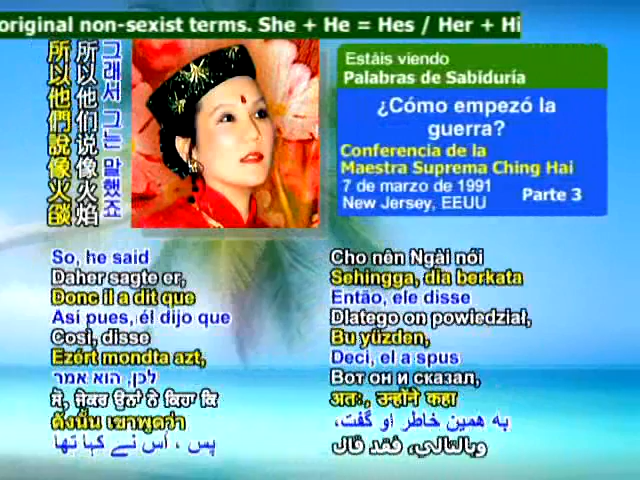 original non-sexist terms. She + He = Hes / Her + Hi
所以他們說像火燄
所以他们说像火焰
그래서 그는 말했죠
Estáis viendo
Palabras de Sabiduría
¿Cómo empezó la
guerra?
Conferencia de la
Maestra Suprema Ching Hai
7 de marzo de 1991
New Jersey, EEUU
Parte 3
So, he said
Daher sagte er,
Donc il a dit que
Asi pues, él dijo que
Cosi, disse
Ezért mondta azt,
לכן, הוא אמר
ਸੋ, ਜੇਕਰ ਉਨਾਂ ਨੇ ਕਿਹਾ ਕਿ
ดังนั้น เขาพูดว่า
پس ، اُس نے کہا تھا
Cho nên Ngài nói
Sehingga, dia berkata
Então, ele disse
Dlatego on powiedział,
Bu yüzden,
Deci, el a spus
Вот он и сказал,
अतः, उन्होंने कहा
به همین خاطر او گفت،
وبالتالي، فقد قال